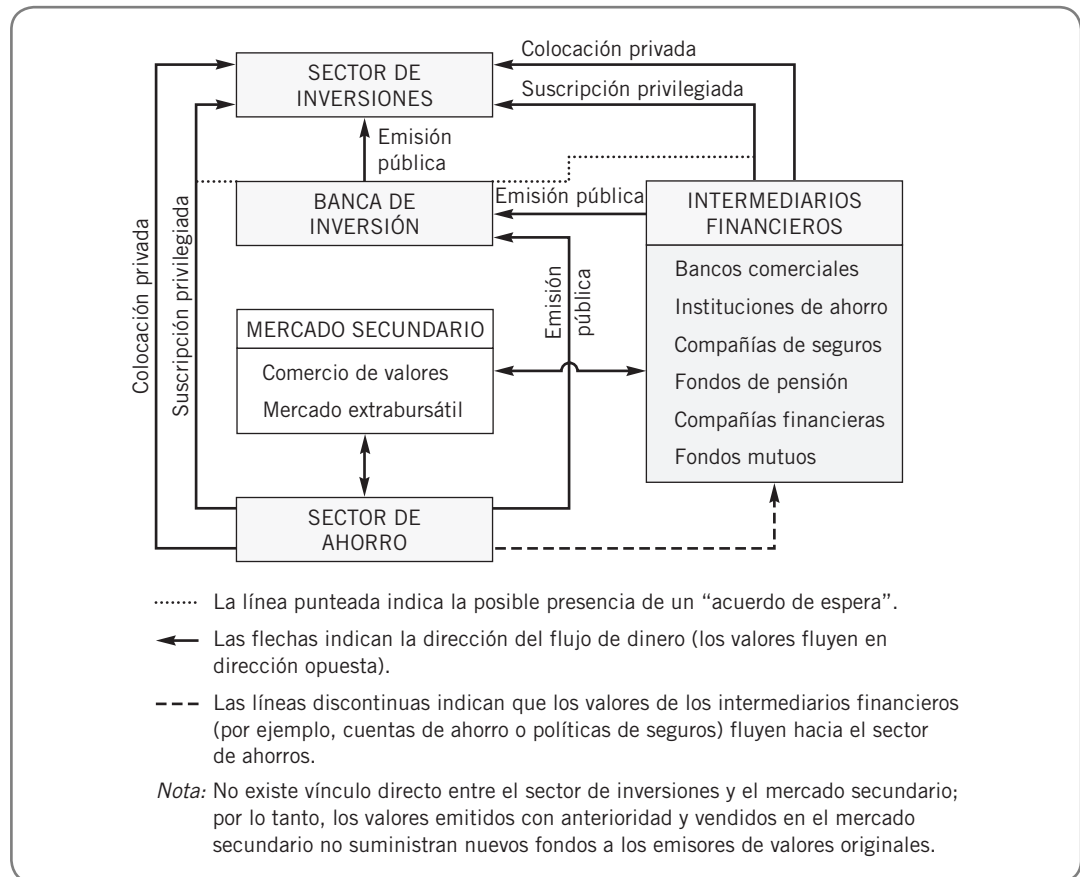 Colocación privada
SECTOR DE
INVERSIONES
Suscripción privilegiada
Emisión
pública
BANCA DE
INVERSIÓN
Emisión pública
INTERMEDIARIOS
FINANCIEROS
Bancos comerciales
Instituciones de ahorro
Compañías de seguros
Fondos de pensión
Compañías financieras
Fondos mutuos
Colocación privada
Suscripción privilegiada
Emisión
pública
MERCADO SECUNDARIO
Comercio de valores
Mercado extrabursátil
SECTOR DE
AHORRO
La línea punteada indica la posible presencia de un “acuerdo de espera”.
Las flechas indican la dirección del flujo de dinero (los valores fluyen en
dirección opuesta).
Las líneas discontinuas indican que los valores de los intermediarios financieros
(por ejemplo, cuentas de ahorro o políticas de seguros) fluyen hacia el sector
de ahorros.
Nota: No existe vínculo directo entre el sector de inversiones y el mercado secundario;
por lo tanto, los valores emitidos con anterioridad y vendidos en el mercado
secundario no suministran nuevos fondos a los emisores de valores originales.